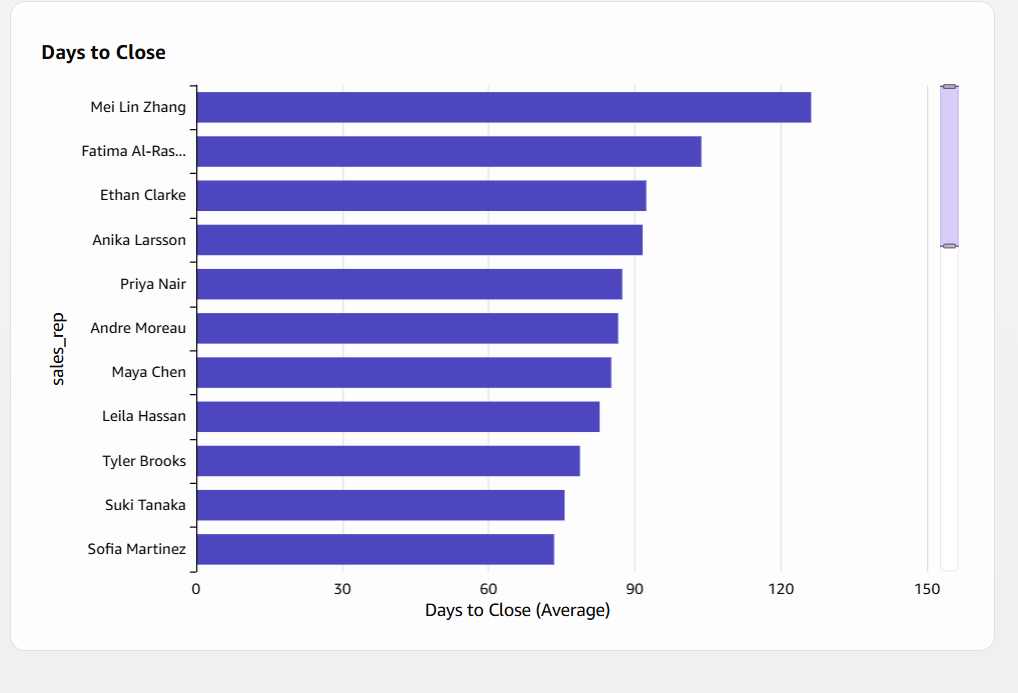 Days to Close
Mei Lin Zhang
Fatima Al-Ras...
Ethan Clarke
Anika Larsson
Priya Nair
Andre Moreau
Maya Chen
Leila Hassan
Tyler Brooks
Suki Tanaka
Sofia Martinez
sales_rep
0 30 60 90 120 150
Days to Close (Average)